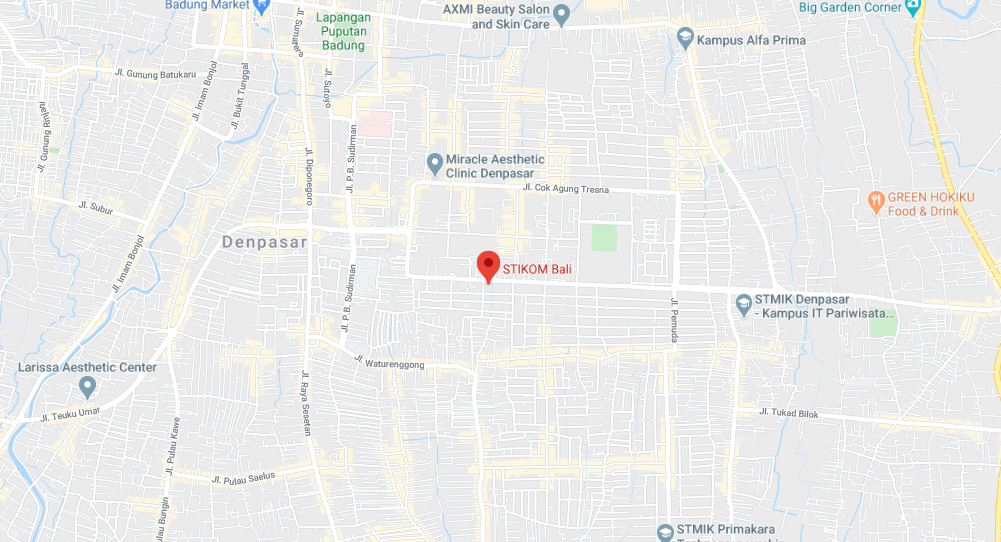 Badung Market
Jl. Sumatera
Lapangan
Puputan
Badung
AXMI Beauty Salon
and Skin Care
Big Garden Corner
Kampus Alfa Prima
Jl. Gunung Batukaru
Jl. Imam Bonjol
Jl. Bukit Tunggal
Jl. Sutoyo
Jl. Gunung Rinjani
Jl. P.B. Sudirman
Jl. Diponegoro
Miracle Aesthetic
Clinic Denpasar
Jl. Cok Agung Tresna
GREEN HOKIKU
Food & Drink
Jl. Subur
Denpasar
Jl. Imam Bonjol
STIKOM Bali
Jl. P.B. Sudirman
Jl. Pemuda
STMIK Denpasar
- Kampus IT Pariwisata...
Larissa Aesthetic Center
Jl. Waturenggong
Jl. Teuku Umar
Jl. Raya Sesetan
Jl. Tukad Bilok
Jl. Pulau Kawe
Jl. Pulau Saelus
Pulau Bungin
STMIK Primakara